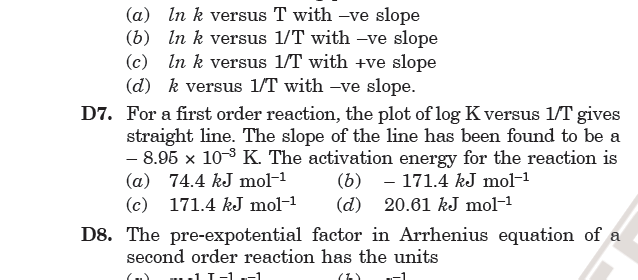 (a) ln k versus T with –ve slope
(b) ln k versus 1/T with –ve slope
(c) ln k versus 1/T with +ve slope
(d) k versus 1/T with –ve slope.
D7. For a first order reaction, the plot of log K versus 1/T gives
straight line. The slope of the line has been found to be a
– 8.95 × 10⁻³ K. The activation energy for the reaction is
(a) 74.4 kJ mol⁻¹ (b) – 171.4 kJ mol⁻¹
(c) 171.4 kJ mol⁻¹ (d) 20.61 kJ mol⁻¹
D8. The pre-expotential factor in Arrhenius equation of a
second order reaction has the units